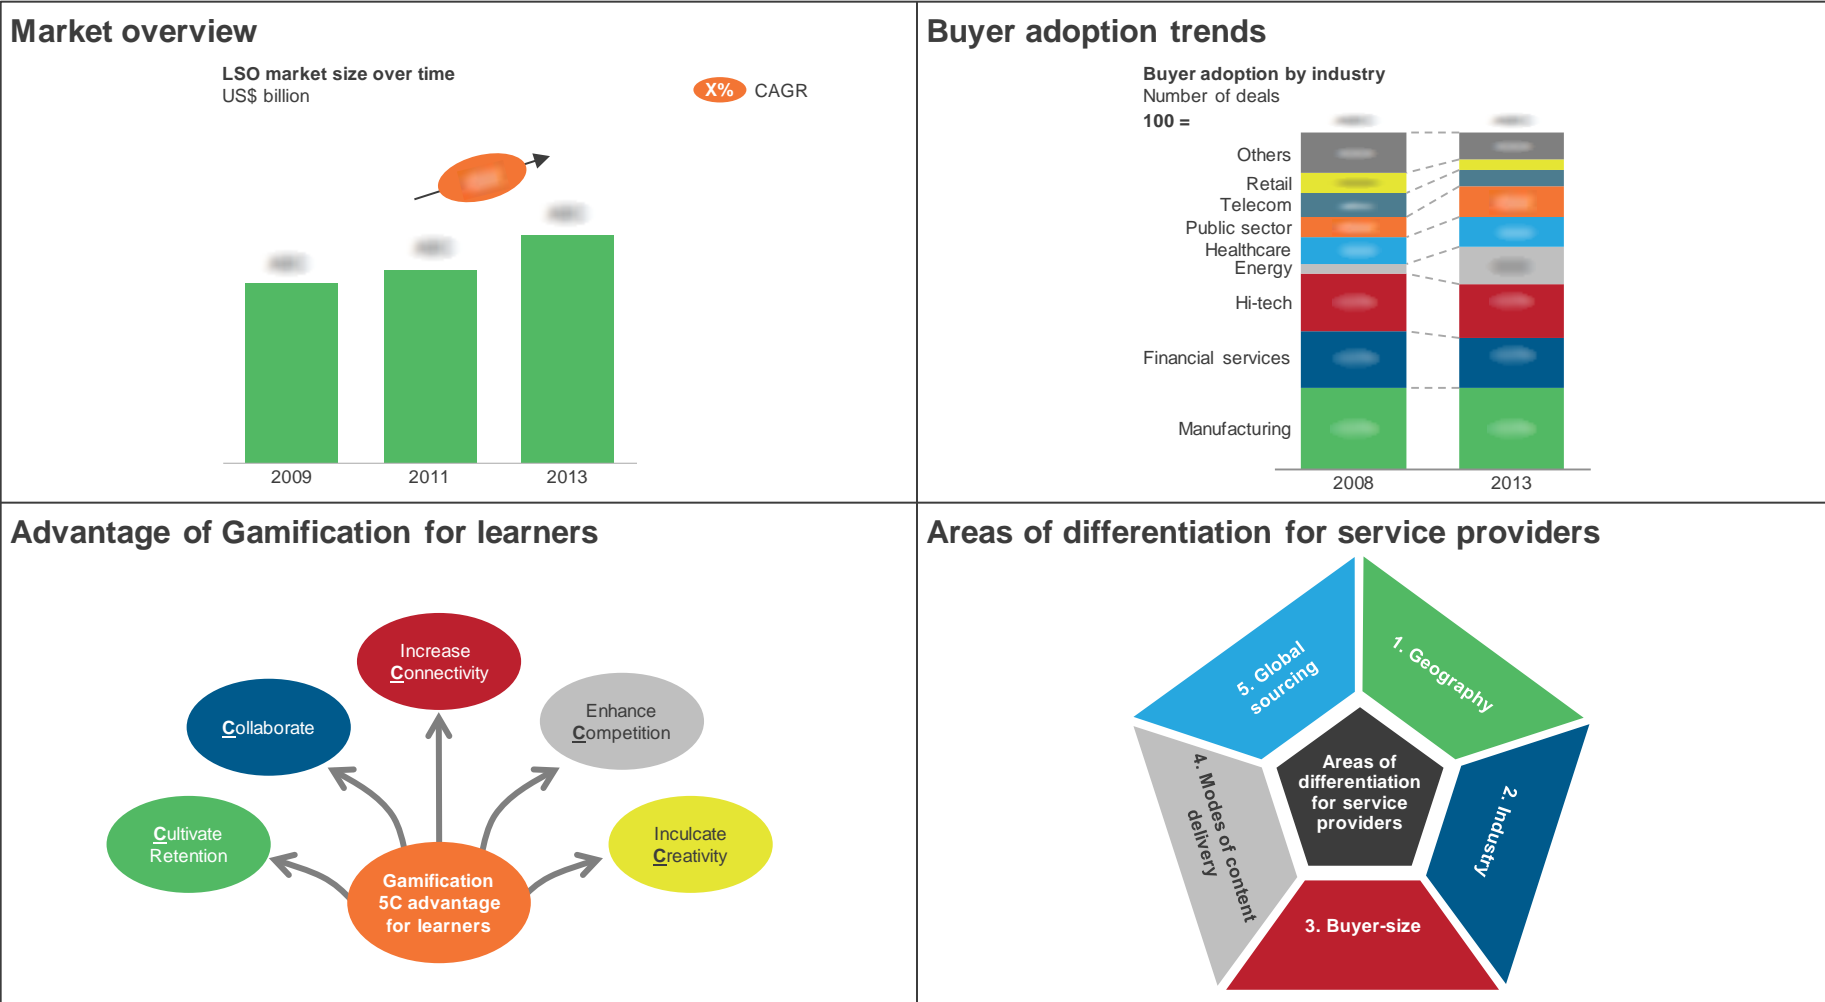 Market overview
LSO market size over time
US$ billion
X% CAGR
2009 2011 2013
Buyer adoption trends
Buyer adoption by industry
Number of deals
100 =
Others
Retail
Telecom
Public sector
Healthcare
Energy
Hi-tech
Financial services
Manufacturing
2008 2013
Advantage of Gamification for learners
Increase
Connectivity
Collaborate
Enhance
Competition
Cultivate
Retention
Inculcate
Creativity
Gamification
5C advantage
for learners
Areas of differentiation for service providers
1. Geography
2. Industry
3. Buyer-size
4. Modes of content
delivery
5. Global
sourcing
Areas of
differentiation
for service
providers